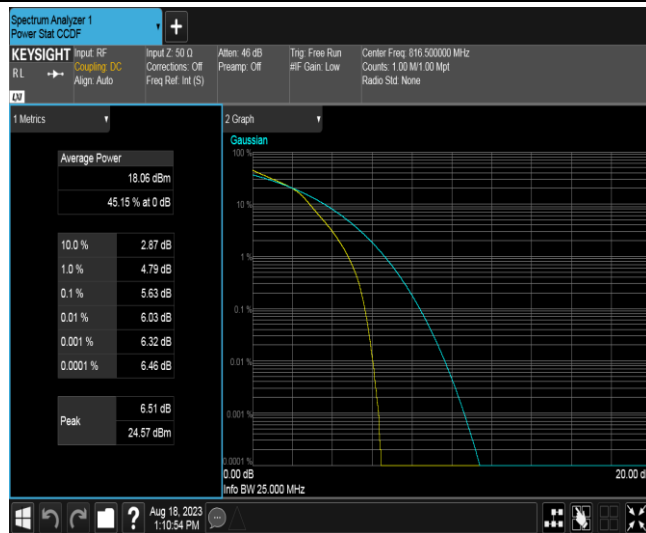 Spectrum Analyzer 1
Power Stat CCDF
+
KEYSIGHT
RL
Input: RF
Coupling: DC
Align: Auto
Input Z: 50 Ω
Corrections: Off
Freq Ref: Int (S)
Atten: 46 dB
Preamp: Off
Trig: Free Run
#IF Gain: Low
Center Freq: 816.500000 MHz
Counts: 1.00 M/1.00 Mpt
Radio Std: None
1 Metrics
Average Power
18.06 dBm
45.15 % at 0 dB
10.0 % 2.87 dB
1.0 % 4.79 dB
0.1 % 5.63 dB
0.01 % 6.03 dB
0.001 % 6.32 dB
0.0001 % 6.46 dB
Peak
6.51 dB
24.57 dBm
2 Graph
Gaussian
100 %
10 %
1 %
0.1 %
0.01 %
0.001 %
0.0001 %
0.00 dB
20.00 d
Info BW 25.000 MHz
?
Aug 18, 2023
1:10:54 PM